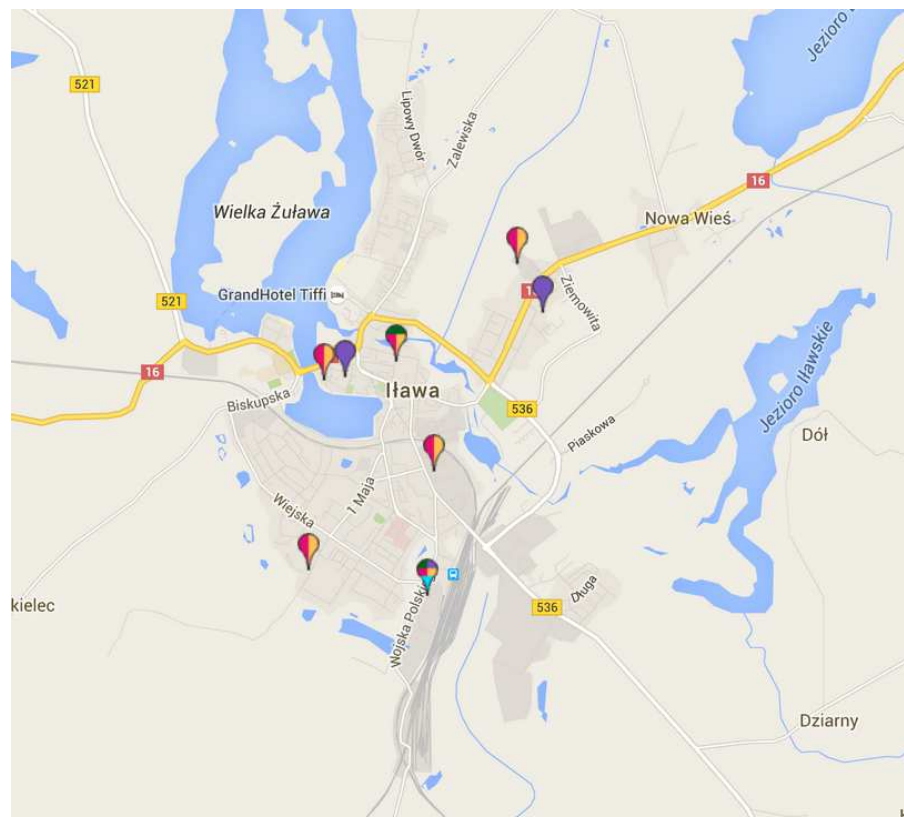 Jezioro
521
Lipowy Dwór
Zalewska
16
Wielka Żuława
Nowa Wieś
GrandHotel Tiffi
521
Ziemowita
16
Iława
Biskupska
536
Jezioro Iławskie
Dół
Piaskowa
1 Maja
Wiejska
kielec
Wojska Polskie
Długa
536
Dziarny